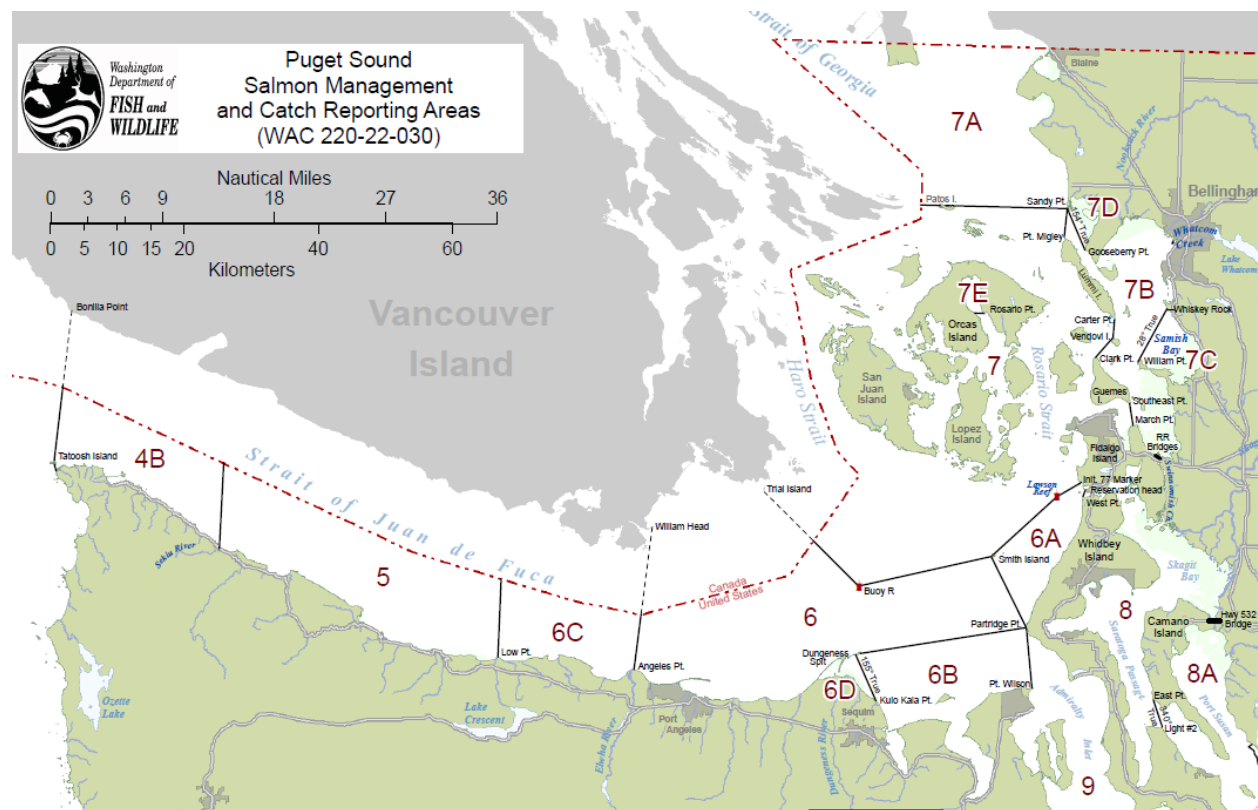 Washington
Department of
FISH and
WILDLIFE
Puget Sound
Salmon Management
and Catch Reporting Areas
(WAC 220-22-030)
Nautical Miles
0 3 6 9 18 27 36
0 5 10 15 20 40 60
Kilometers
Strait of Georgia
7A
Blaine
Nooksack River
Bellingham
Patos I.
Sandy Pt.
7D
154° True
Pt. Migley
Gooseberry Pt.
Whatcom
Creek
Lake
Whatcom
Lummi I.
7B
Bonilla Point
Vancouver
Island
7E
Rosario Pt.
Orcas
Island
Whiskey Rock
Carter Pt.
28° True
Samish
Bay
Vendovi I.
Clark Pt.
William Pt.
7C
7
Haro Strait
Rosario Strait
San
Juan
Island
Guemes
I.
Southeast Pt.
March Pt.
Lopez
Island
RR
Bridges
Fidalgo
Island
Tatoosh Island
4B
Strait of Juan de Fuca
Trial Island
Lawson
Reef
Init. 77 Marker
Reservation head
West Pt.
Swinomish Ch.
William Head
6A
Whidbey
Island
Sekiu River
Smith Island
5
Canada
United States
Buoy R
Skagit
Bay
6
8
Hwy 532
Bridge
Camano
Island
6C
Partridge Pt.
Low Pt.
Dungeness
Spit
Saratoga Passage
Angeles Pt.
155° True
6B
6D
Pt. Wilson
8A
Kulo Kala Pt.
Ozette
Lake
Lake
Crescent
Port
Angeles
Sequim
Admiralty
Inlet
East Pt.
340°
True
Port Susan
Light #2
Elwha River
Dungeness River
9